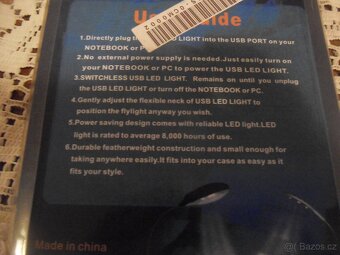 1.Directly plug the LED LIGHT into the USB PORT on your
NOTEBOOK or PC.
2.No external power supply is needed.Just easily turn on
your NOTEBOOK or PC to power the USB LED LIGHT.
3.SWITCHLESS USB LED LIGHT. Remains on until you unplug
the USB LED LIGHT or turn off the NOTEBOOK or PC.
4.Gently adjust the flexible neck of USB LED LIGHT to
position the flylight anyway you wish.
5.Power saving design comes with reliable LED light.LED
light is rated to average 8,000 hours of use.
6.Durable featherweight construction and small enough for
taking anywhere easily.It fits into your case as easy as it
fits your style.
Made in china
bazos.cz